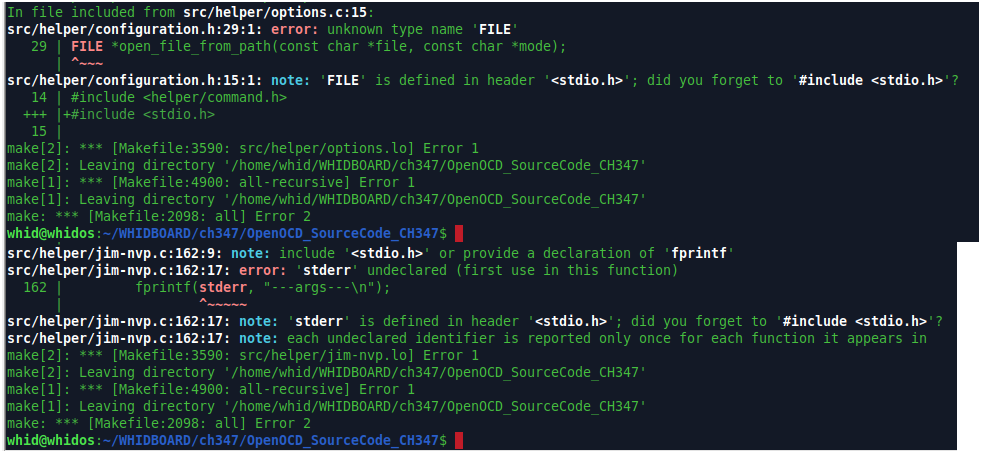 In file included from src/helper/options.c:15:
src/helper/configuration.h:29:1: error: unknown type name 'FILE'
   29 | FILE *open_file_from_path(const char *file, const char *mode);
      | ^~~~
src/helper/configuration.h:15:1: note: 'FILE' is defined in header '<stdio.h>'; did you forget to '#include <stdio.h>'?
   14 | #include <helper/command.h>
  +++ |+#include <stdio.h>
   15 |
make[2]: *** [Makefile:3590: src/helper/options.lo] Error 1
make[2]: Leaving directory '/home/whid/WHIDBOARD/ch347/OpenOCD_SourceCode_CH347'
make[1]: *** [Makefile:4900: all-recursive] Error 1
make[1]: Leaving directory '/home/whid/WHIDBOARD/ch347/OpenOCD_SourceCode_CH347'
make: *** [Makefile:2098: all] Error 2
whid@whidos:~/WHIDBOARD/ch347/OpenOCD_SourceCode_CH347$
src/helper/jim-nvp.c:162:9: note: include '<stdio.h>' or provide a declaration of 'fprintf'
src/helper/jim-nvp.c:162:17: error: 'stderr' undeclared (first use in this function)
  162 |         fprintf(stderr, "---args---\n");
      |                 ^~~~~~
src/helper/jim-nvp.c:162:17: note: 'stderr' is defined in header '<stdio.h>'; did you forget to '#include <stdio.h>'?
src/helper/jim-nvp.c:162:17: note: each undeclared identifier is reported only once for each function it appears in
make[2]: *** [Makefile:3590: src/helper/jim-nvp.lo] Error 1
make[2]: Leaving directory '/home/whid/WHIDBOARD/ch347/OpenOCD_SourceCode_CH347'
make[1]: *** [Makefile:4900: all-recursive] Error 1
make[1]: Leaving directory '/home/whid/WHIDBOARD/ch347/OpenOCD_SourceCode_CH347'
make: *** [Makefile:2098: all] Error 2
whid@whidos:~/WHIDBOARD/ch347/OpenOCD_SourceCode_CH347$